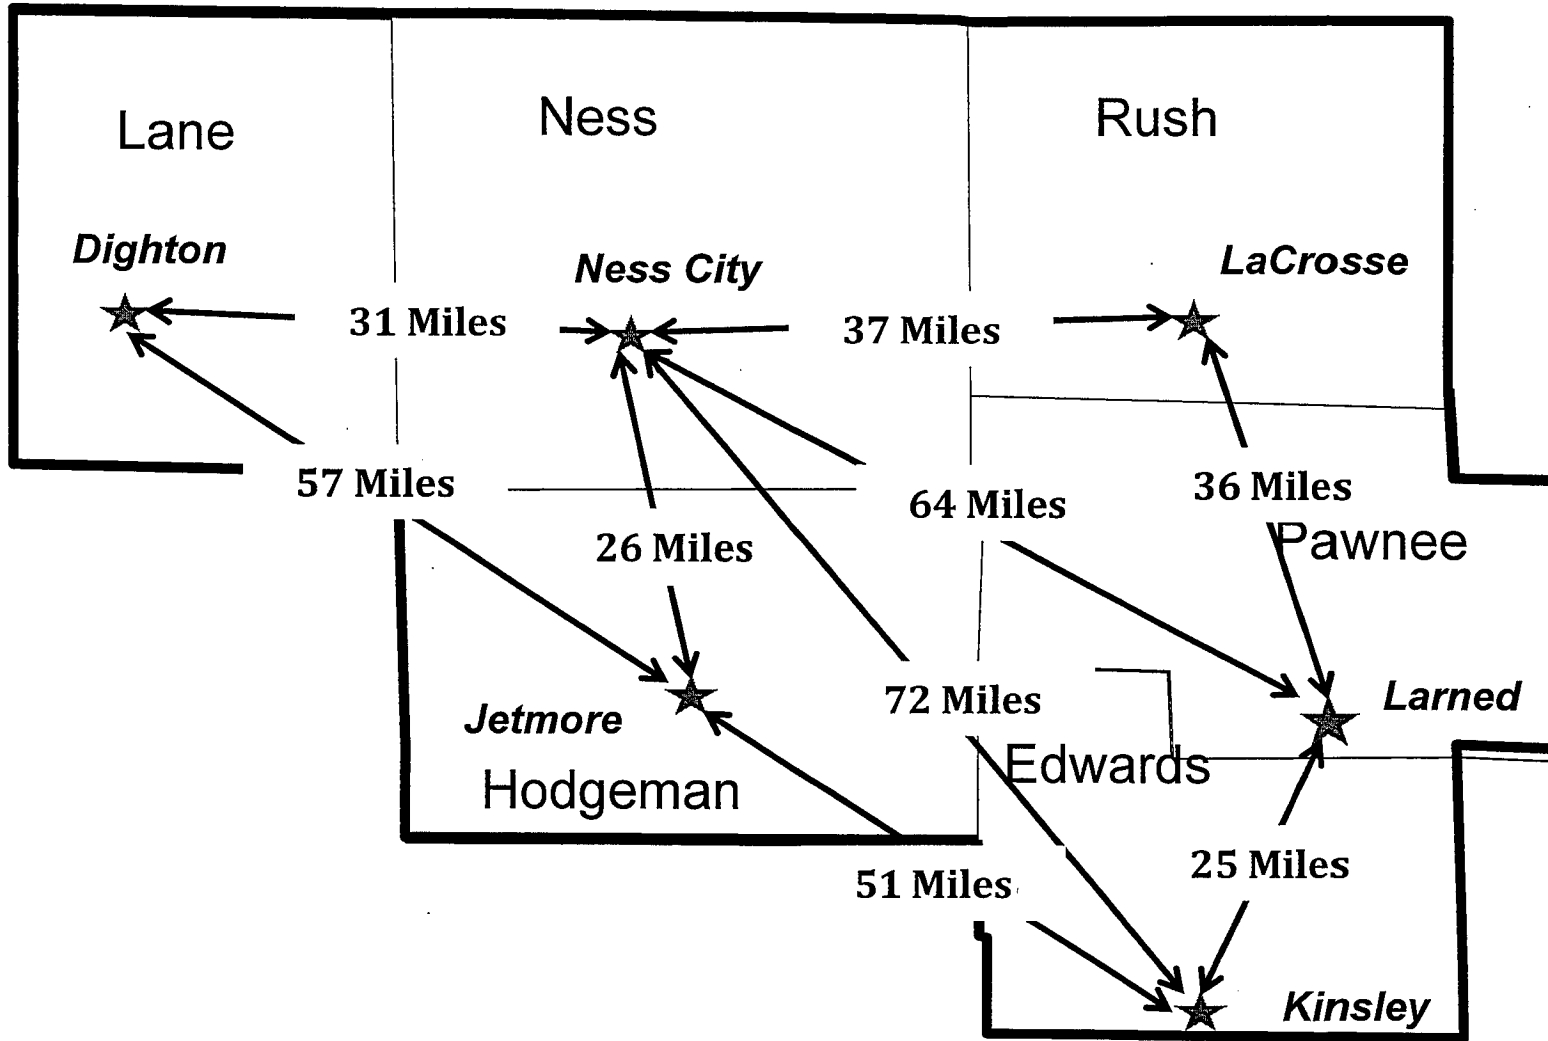 Lane
Ness
Rush
Dighton
Ness City
LaCrosse
31 Miles
37 Miles
57 Miles
26 Miles
64 Miles
36 Miles
Pawnee
Jetmore
72 Miles
Larned
Hodgeman
Edwards
51 Miles
25 Miles
Kinsley